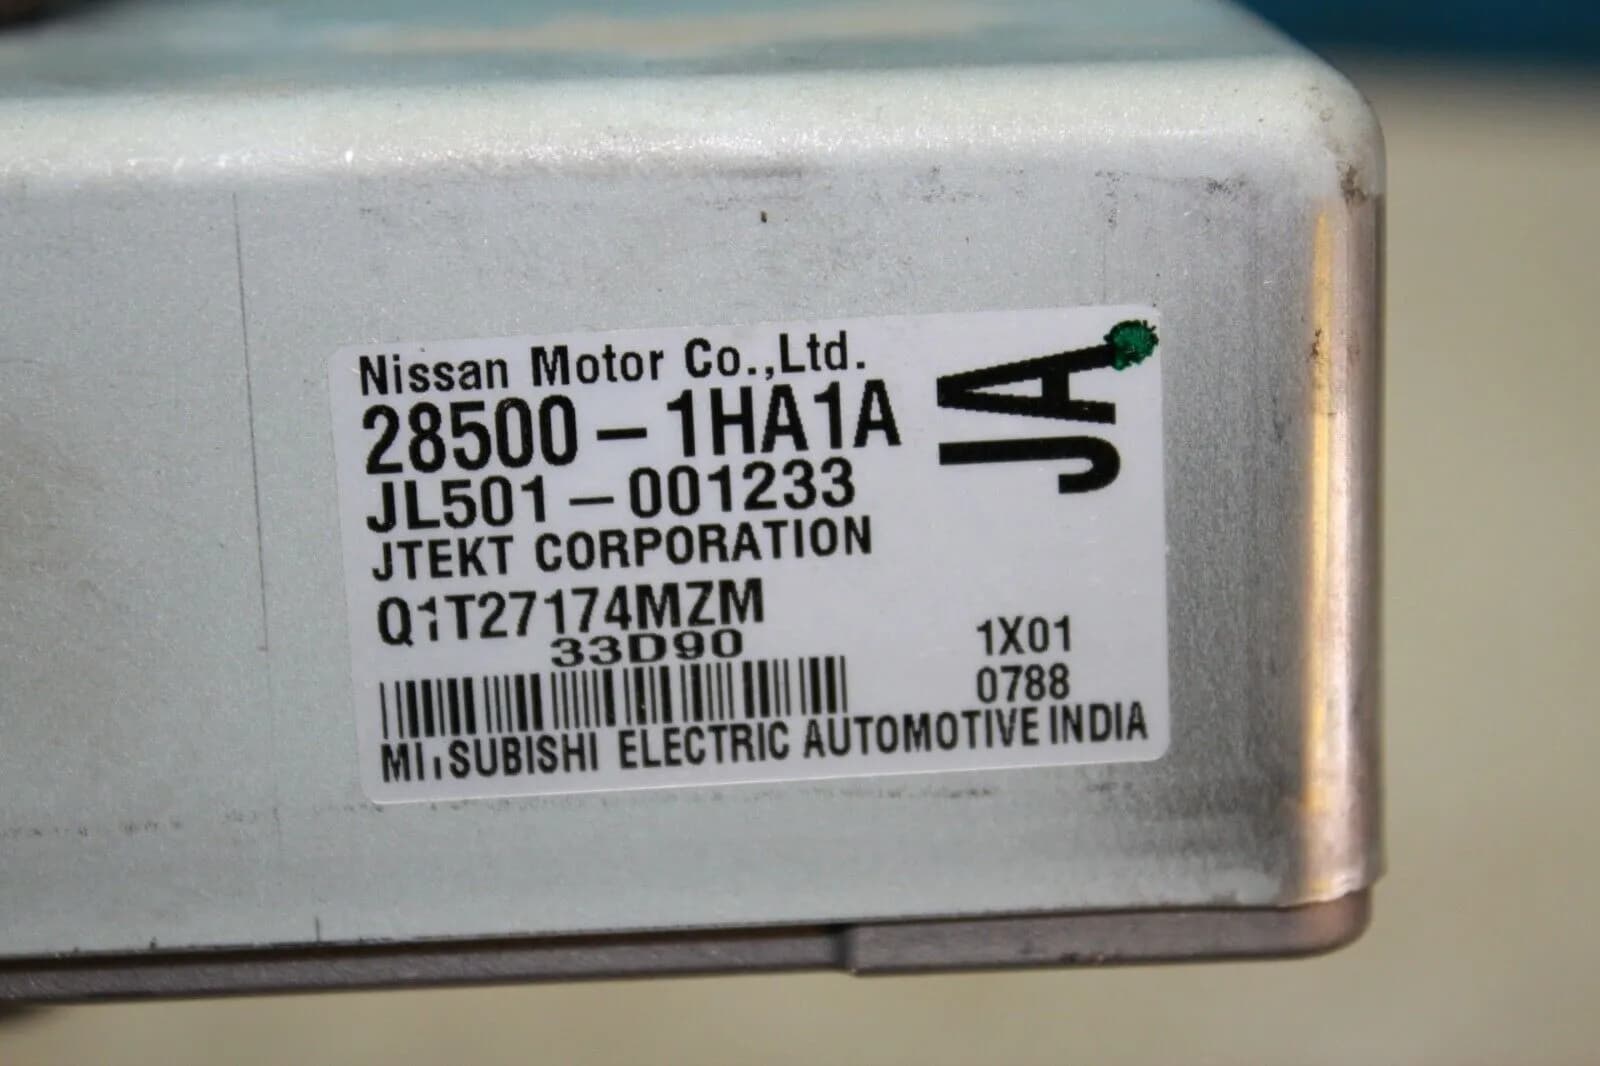 Nissan Motor Co.,Ltd.
28500-1HA1A
JA
JL501-001233
JTEKT CORPORATION
Q1T27174MZM
33D90
1X01
0788
MITSUBISHI ELECTRIC AUTOMOTIVE INDIA